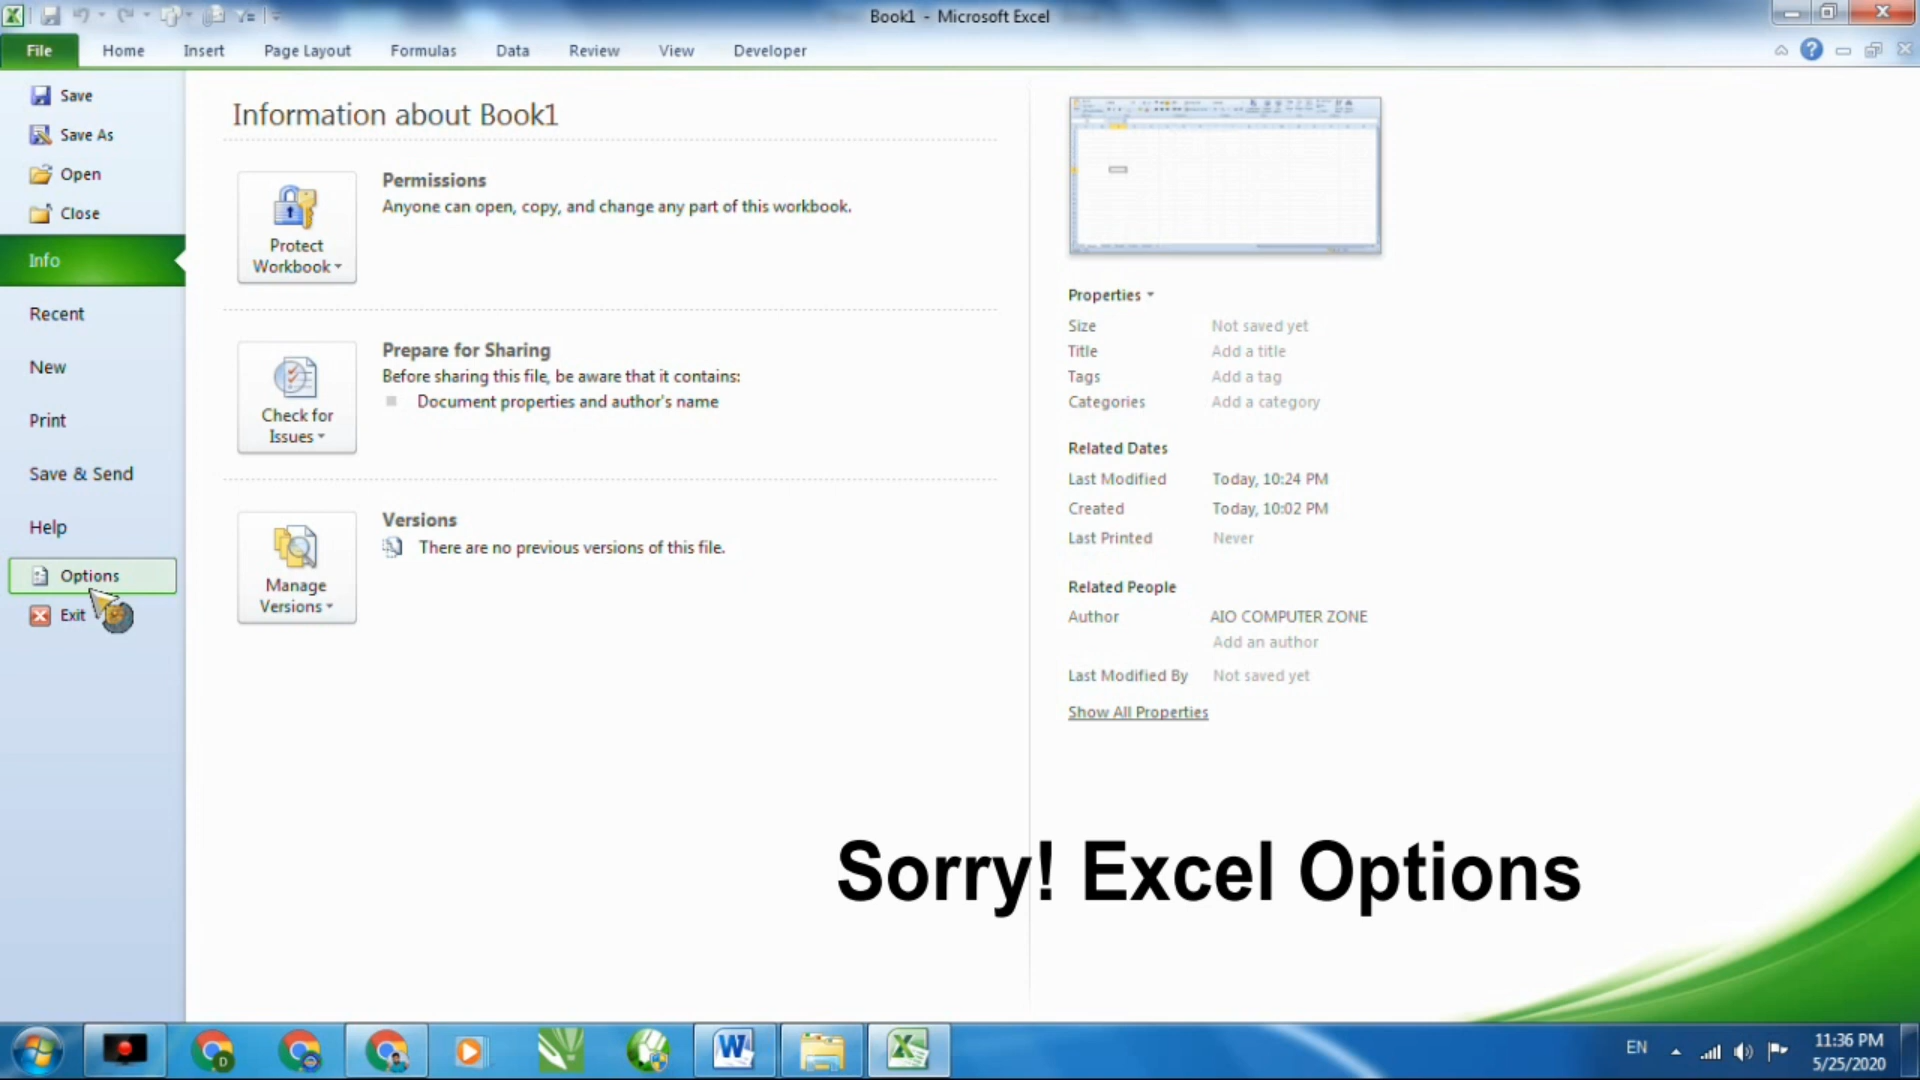 Book1 - Microsoft Excel
File Home Insert Page Layout Formulas Data Review View Developer
Save
Save As
Open
Close
Info
Recent
New
Print
Save & Send
Help
Options
Exit
Information about Book1
Protect
Workbook
Permissions
Anyone can open, copy, and change any part of this workbook.
Check for
Issues
Prepare for Sharing
Before sharing this file, be aware that it contains:
Document properties and author's name
Manage
Versions
Versions
There are no previous versions of this file.
Properties
Size Not saved yet
Title Add a title
Tags Add a tag
Categories Add a category
Related Dates
Last Modified Today, 10:24 PM
Created Today, 10:02 PM
Last Printed Never
Related People
Author AIO COMPUTER ZONE
Add an author
Last Modified By Not saved yet
Show All Properties
Sorry! Excel Options
EN
11:36 PM
5/25/2020